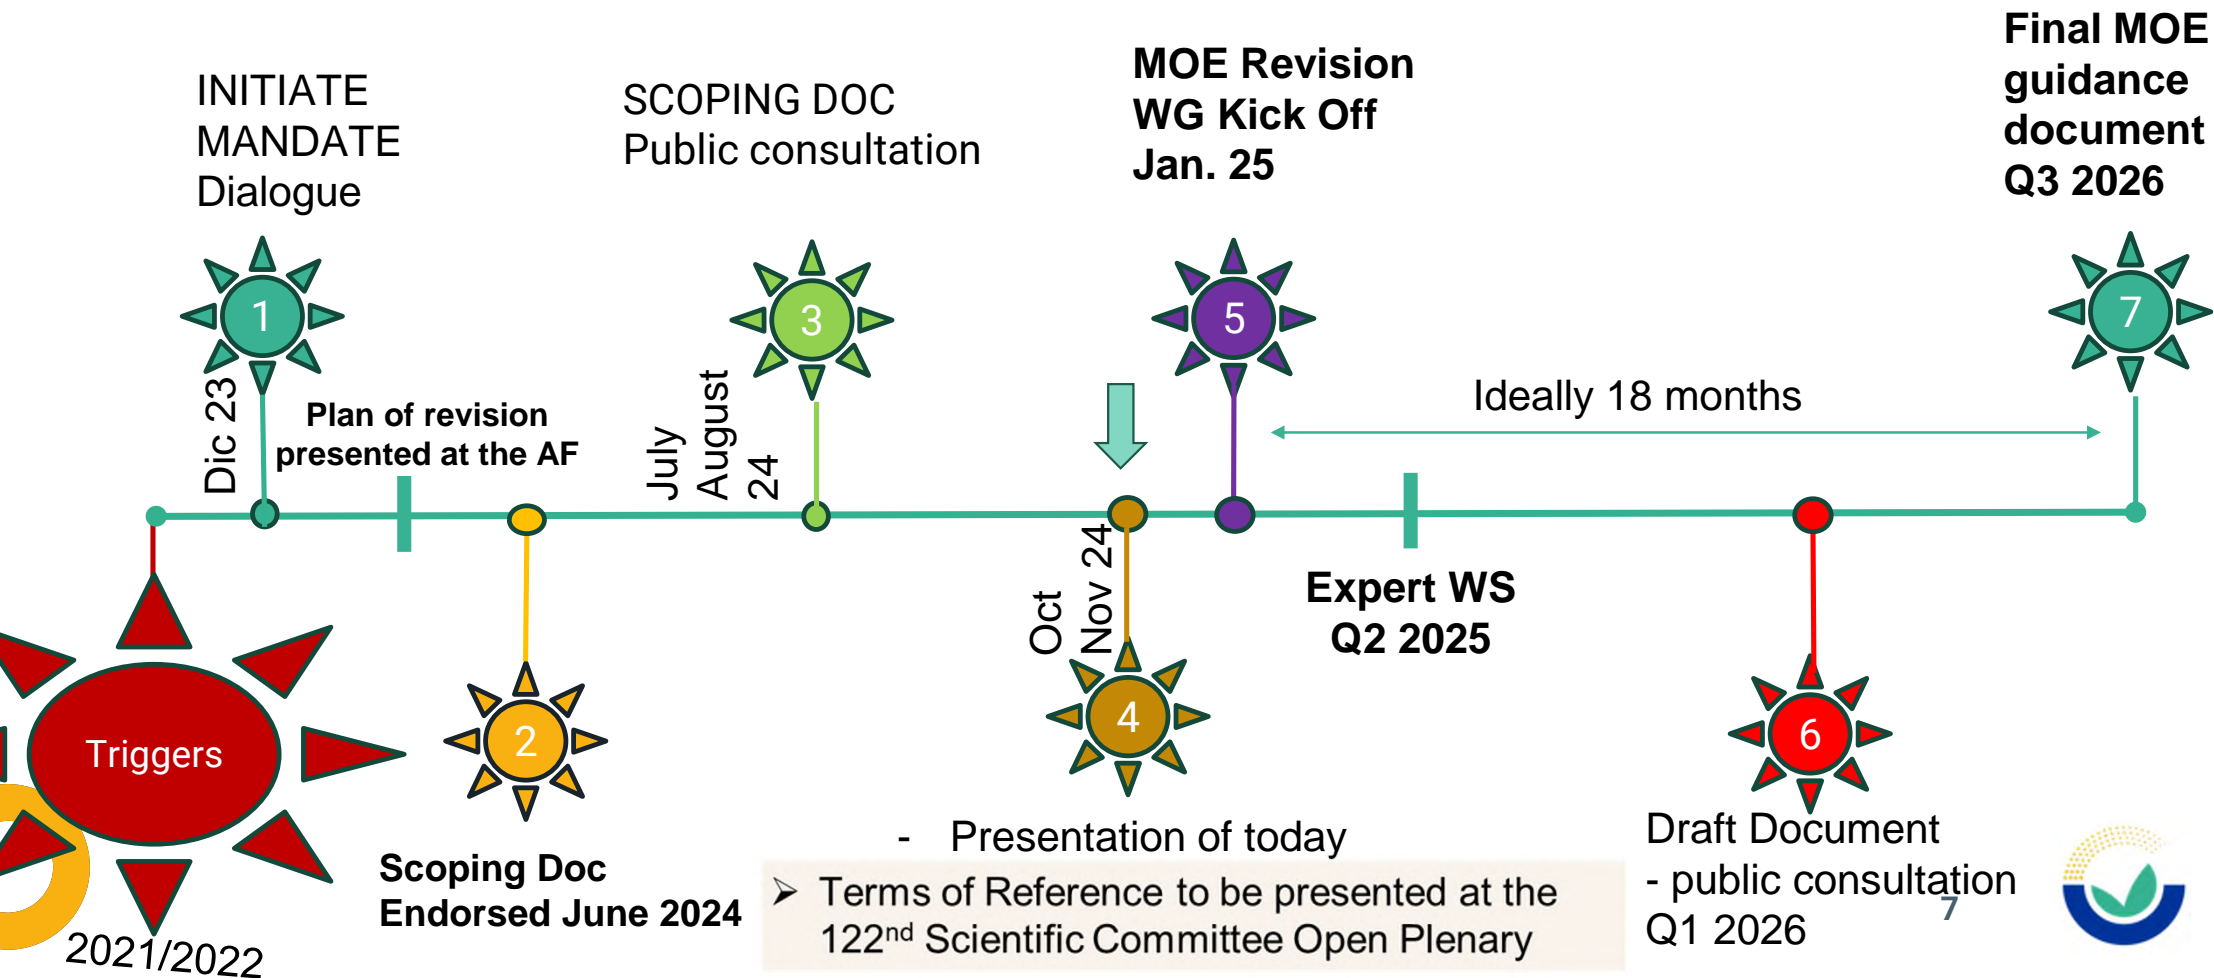 INITIATE
MANDATE
Dialogue
SCOPING DOC
Public consultation
MOE Revision
WG Kick Off
Jan. 25
Final MOE
guidance
document
Q3 2026
1
3
5
7
Dic 23
Plan of revision
presented at the AF
July
August
24
Ideally 18 months
Oct
Nov 24
Expert WS
Q2 2025
Triggers
2
4
6
2021/2022
Scoping Doc
Endorsed June 2024
- Presentation of today
➢ Terms of Reference to be presented at the
122nd Scientific Committee Open Plenary
Draft Document
- public consultation
Q1 2026
7